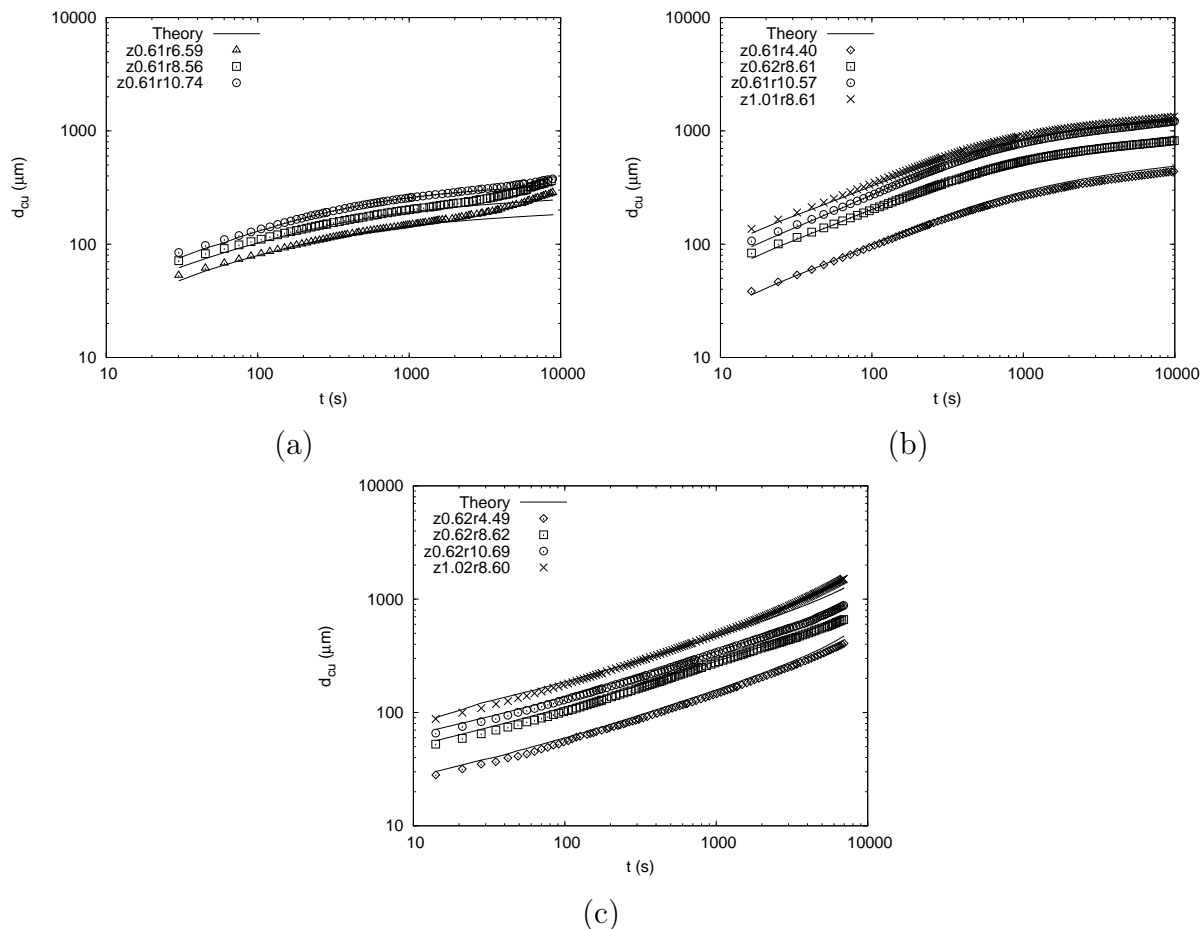 10000
1000
100
10
d_cu (μm)
10
100
1000
10000
t (s)
Theory
z0.61r6.59
z0.61r8.56
z0.61r10.74
(a)
10000
1000
100
10
d_cu (μm)
10
100
1000
10000
t (s)
Theory
z0.61r4.40
z0.62r8.61
z0.61r10.57
z1.01r8.61
(b)
10000
1000
100
10
d_cu (μm)
10
100
1000
10000
t (s)
Theory
z0.62r4.49
z0.62r8.62
z0.62r10.69
z1.02r8.60
(c)